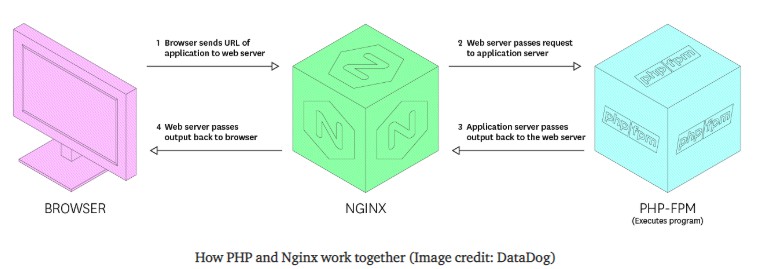 1 Browser sends URL of
application to web server
2 Web server passes request
to application server
4 Web server passes
output back to browser
3 Application server passes
output back to the web server
N
N
N
php fpm
php fpm
php fpm
BROWSER
NGINX
PHP-FPM
(Executes program)
How PHP and Nginx work together (Image credit: DataDog)